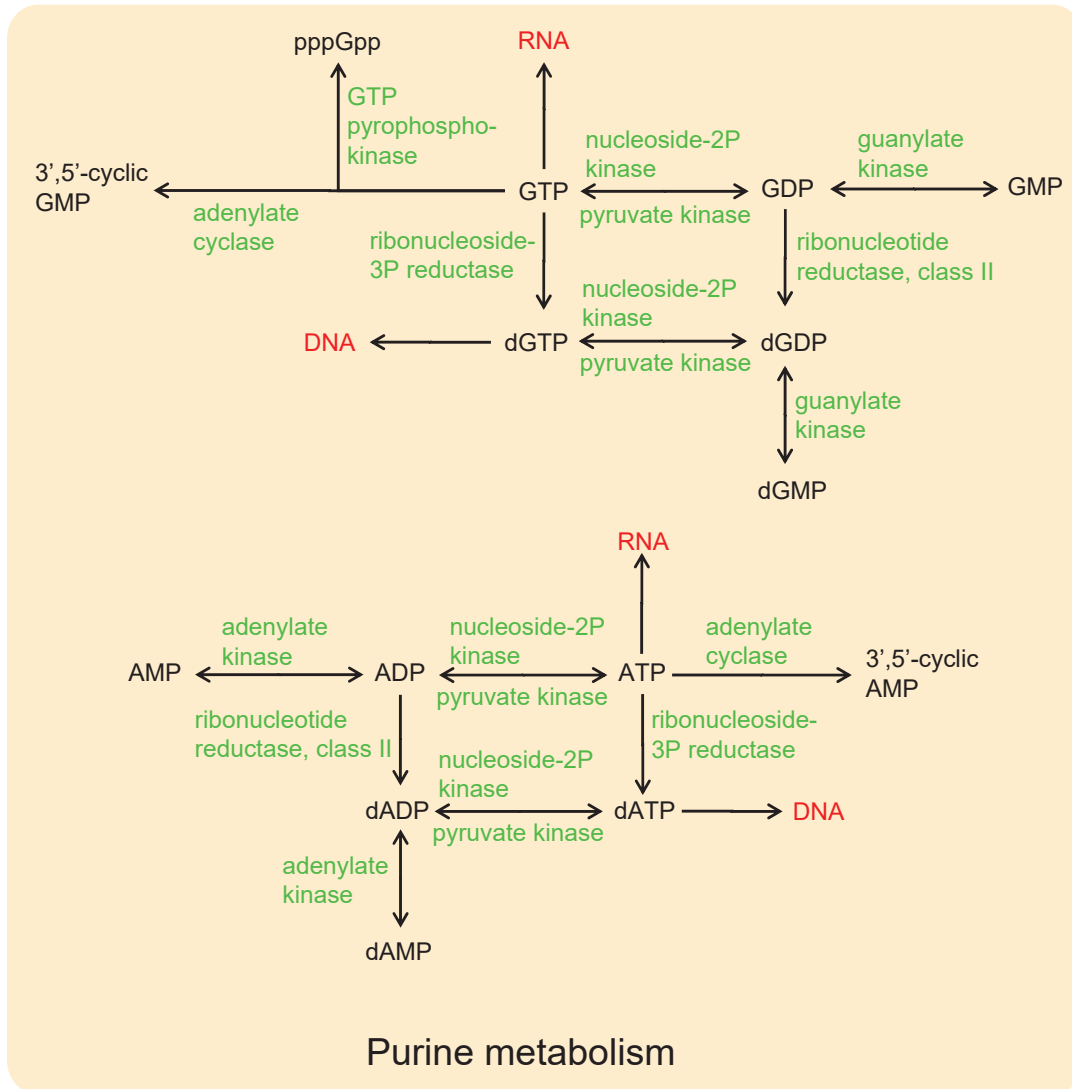 pppGpp
RNA
GTP
pyrophospho-
kinase
nucleoside-2P
kinase
guanylate
kinase
3',5'-cyclic
GMP
GTP
GDP
GMP
adenylate
cyclase
pyruvate kinase
ribonucleoside-
3P reductase
ribonucleotide
reductase, class II
nucleoside-2P
kinase
DNA
dGTP
dGDP
pyruvate kinase
guanylate
kinase
dGMP
RNA
adenylate
kinase
nucleoside-2P
kinase
adenylate
cyclase
AMP
ADP
ATP
3',5'-cyclic
AMP
pyruvate kinase
ribonucleotide
reductase, class II
ribonucleoside-
3P reductase
nucleoside-2P
kinase
dADP
dATP
DNA
pyruvate kinase
adenylate
kinase
dAMP
Purine metabolism